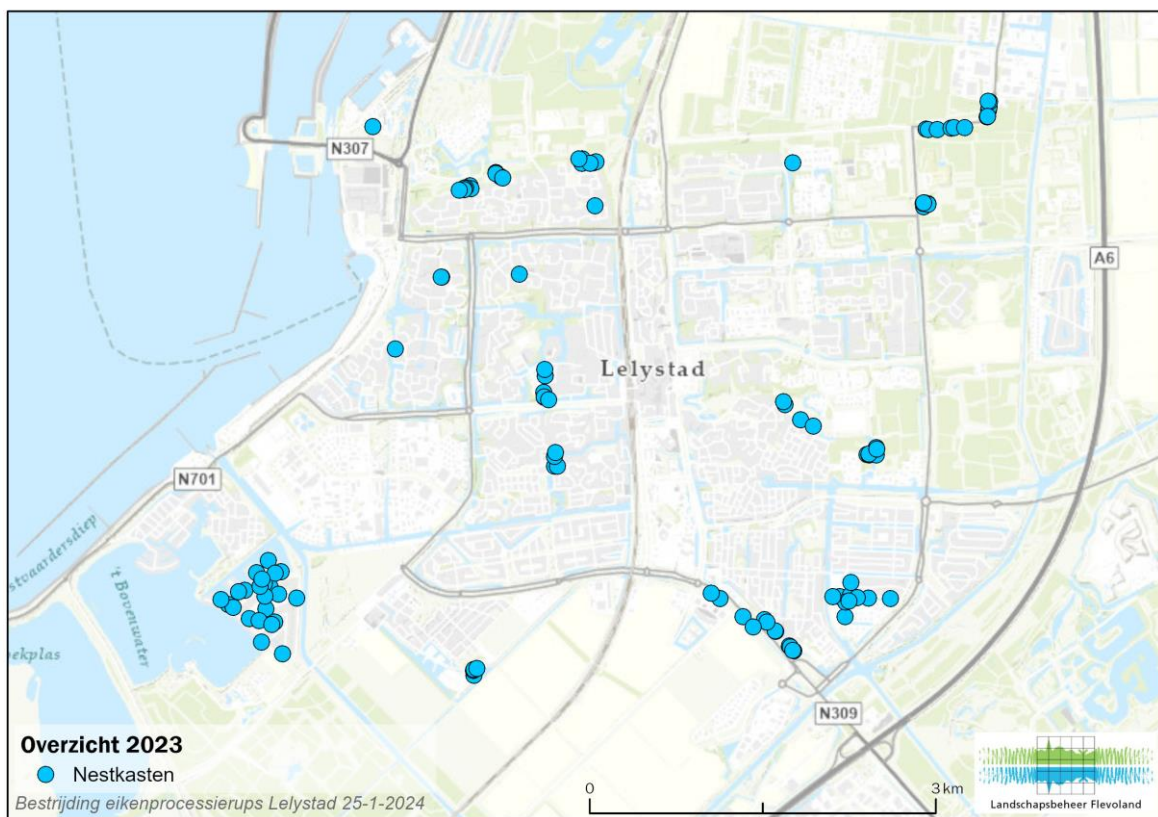 N307
A6
Lelystad
N701
stvaardersdiep
't Bovenwater
oekplas
N309
Overzicht 2023
Nestkasten
Bestrijding eikenprocessierups Lelystad 25-1-2024
0
3 km
Landschapsbeheer Flevoland